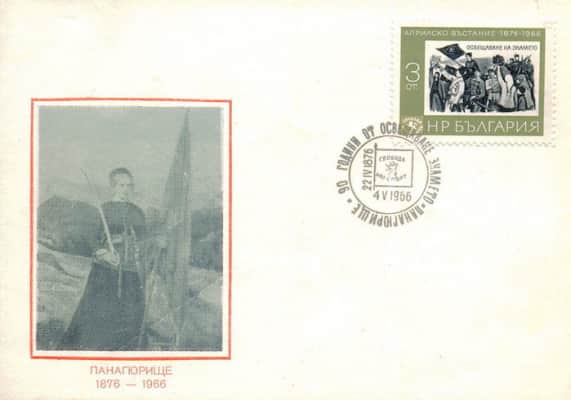 АПРИЛСКО ВЪСТАНИЕ · 1876-1966
ОСВЕЩАВАНЕ НА ЗНАМЕТО
3
СТ.
НР БЪЛГАРИЯ
90 ГОДИНИ ОТ ОСВЕЩАВАНЕ ЗНАМЕТО · ПАНАГЮРИЩЕ ·
22 IV 1876
СВОБОДА
ИЛИ СМЪРТ
4 V 1966
ПАНАГЮРИЩЕ
1876 — 1966